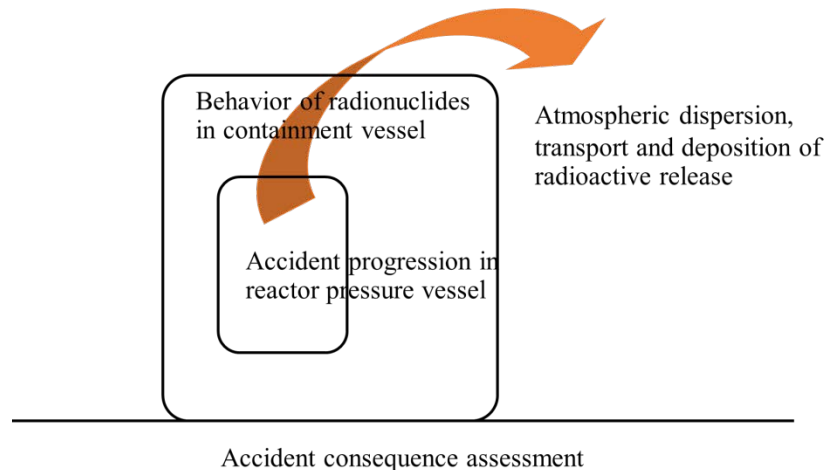 Behavior of radionuclides
in containment vessel
Atmospheric dispersion,
transport and deposition of
radioactive release
Accident progression in
reactor pressure vessel
Accident consequence assessment